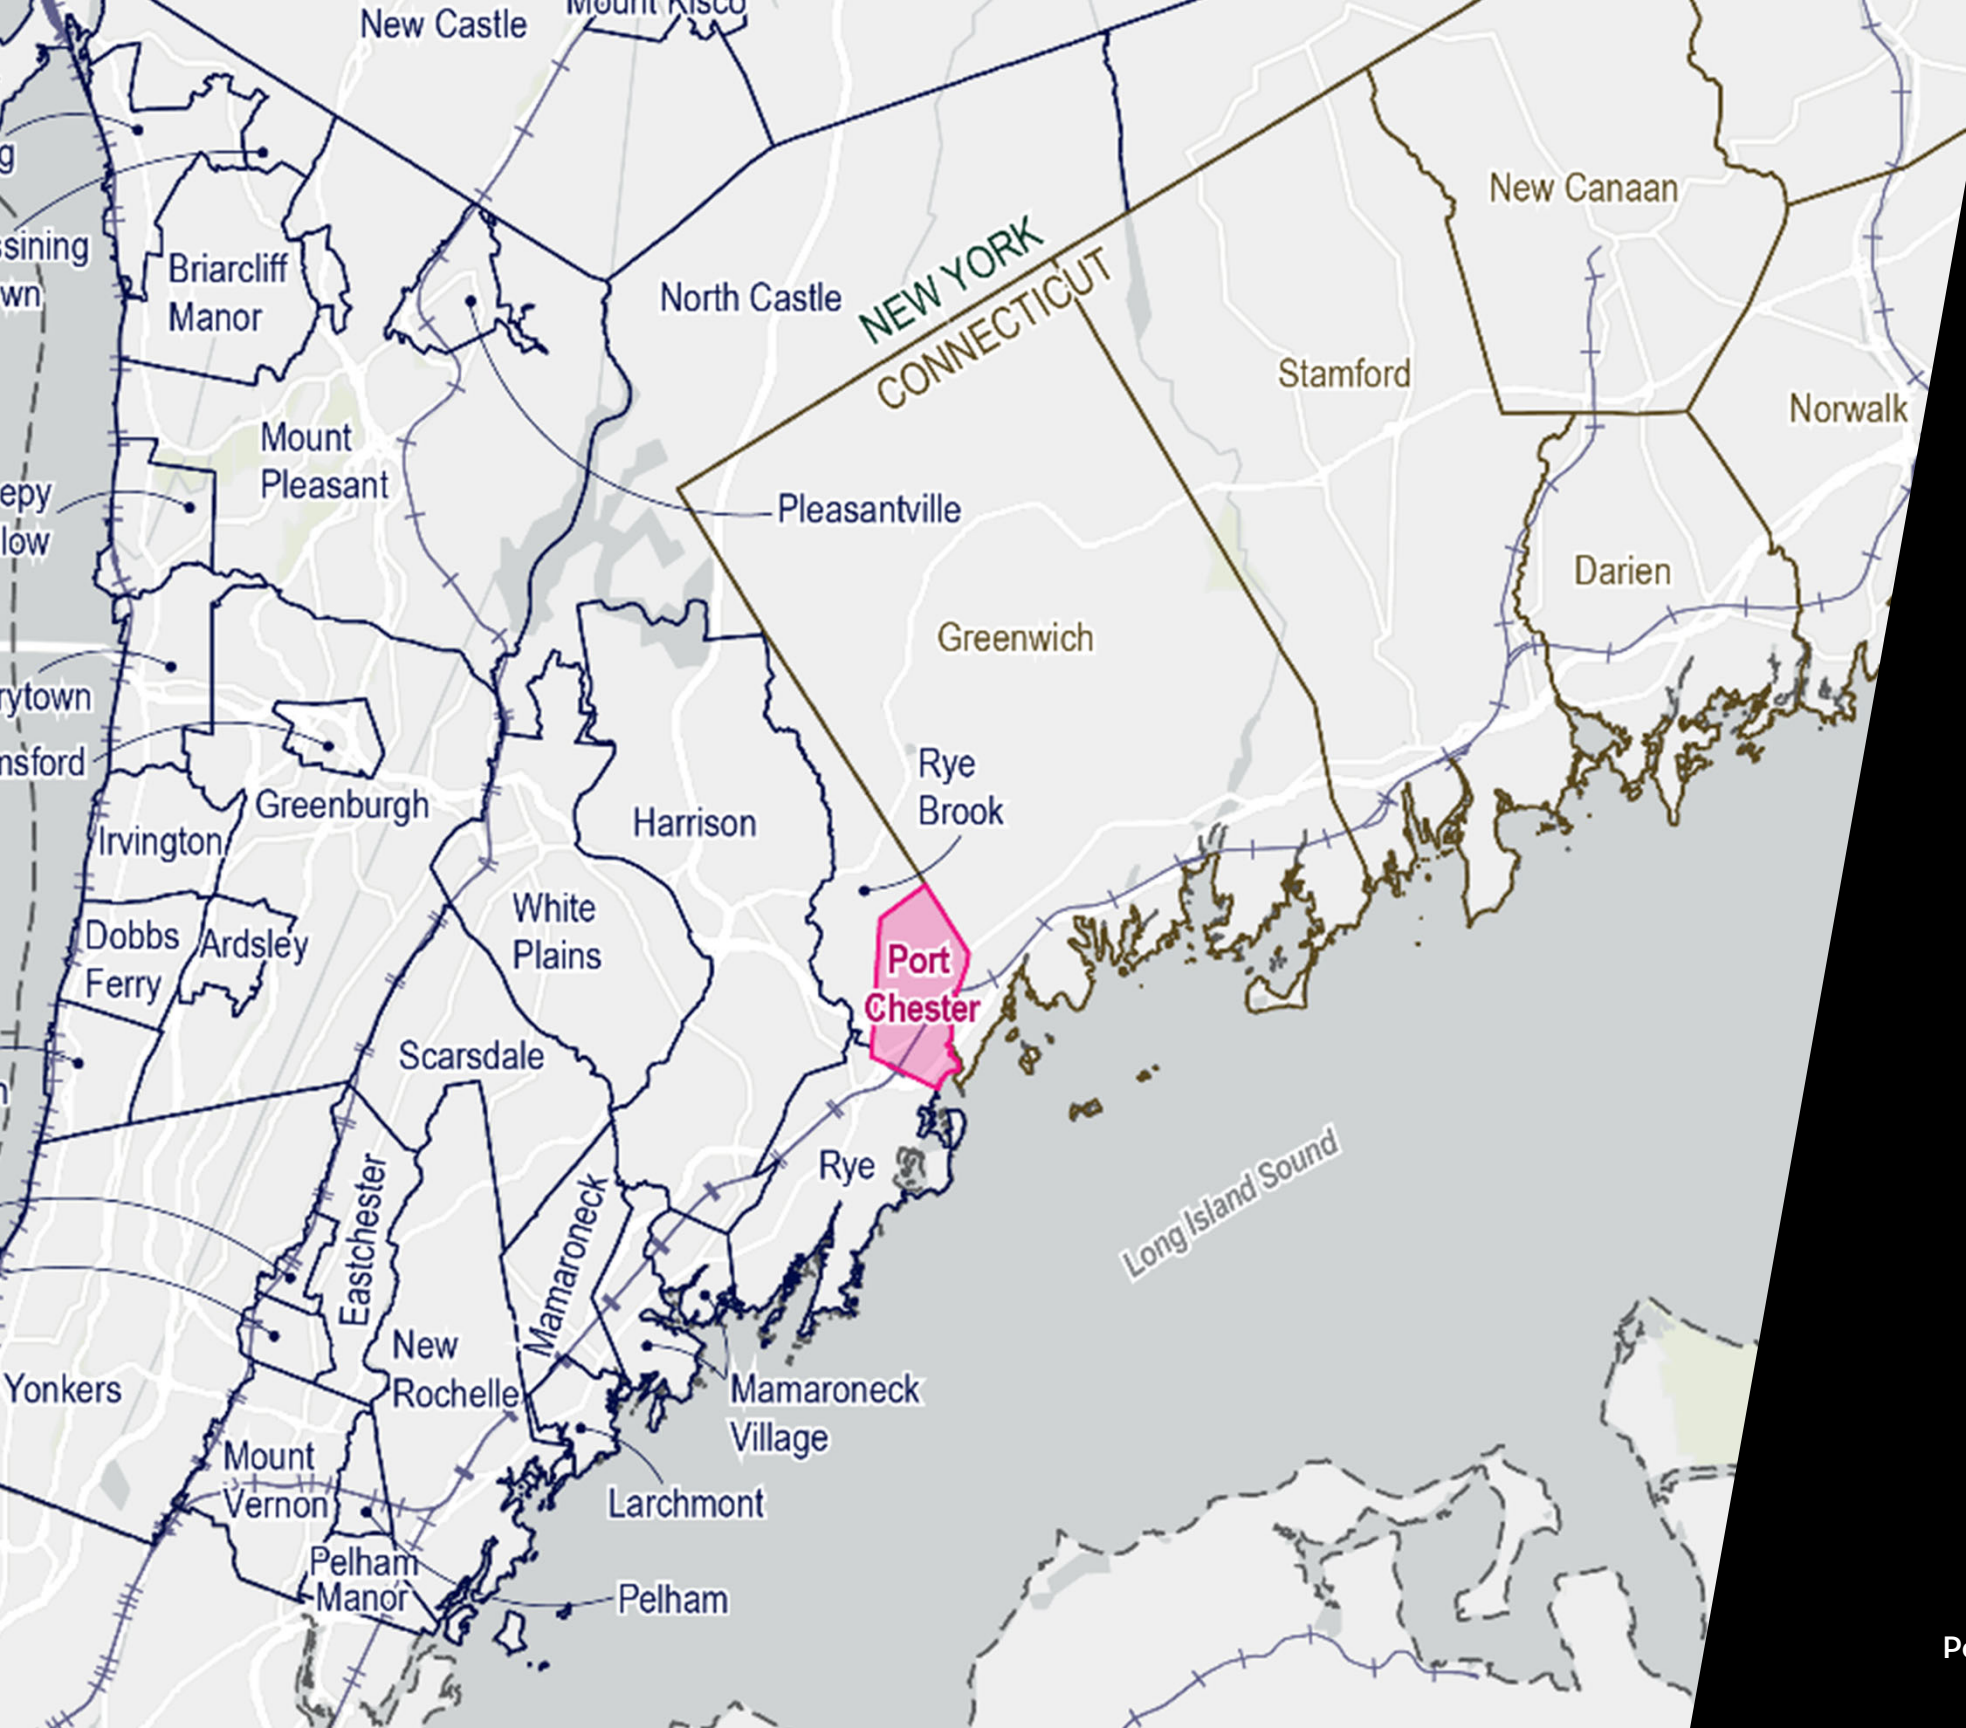 New Castle
Mount Kisco
Briarcliff
Manor
North Castle
NEW YORK
CONNECTICUT
New Canaan
Stamford
Norwalk
Mount
Pleasant
Pleasantville
Darien
Greenwich
Rye
Brook
Greenburgh
Harrison
Irvington
White
Plains
Dobbs
Ferry
Ardsley
Port
Chester
Scarsdale
Rye
Long Island Sound
Eastchester
Mamaroneck
New
Rochelle
Yonkers
Mamaroneck
Village
Mount
Vernon
Larchmont
Pelham
Manor
Pelham